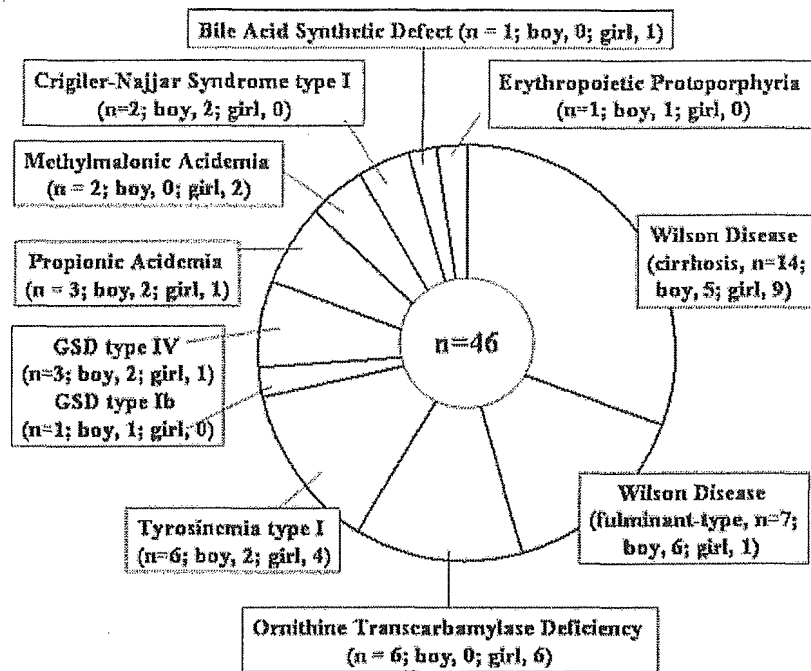 Bile Acid Synthetic Defect (n = 1; boy, 0; girl, 1)
Crigiler-Najjar Syndrome type I
(n=2; boy, 2; girl, 0)
Erythropoietic Protoporphyria
(n=1; boy, 1; girl, 0)
Methylmalonic Acidemia
(n = 2; boy, 0; girl, 2)
Propionic Acidemia
(n = 3; boy, 2; girl, 1)
GSD type IV
(n=3; boy, 2; girl, 1)
GSD type Ib
(n=1; boy, 1; girl, 0)
n=46
Wilson Disease
(cirrhosis, n=14;
boy, 5; girl, 9)
Tyrosinemia type I
(n=6; boy, 2; girl, 4)
Wilson Disease
(fulminant-type, n=7;
boy, 6; girl, 1)
Ornithine Transcarbamylase Deficiency
(n = 6; boy, 0; girl, 6)